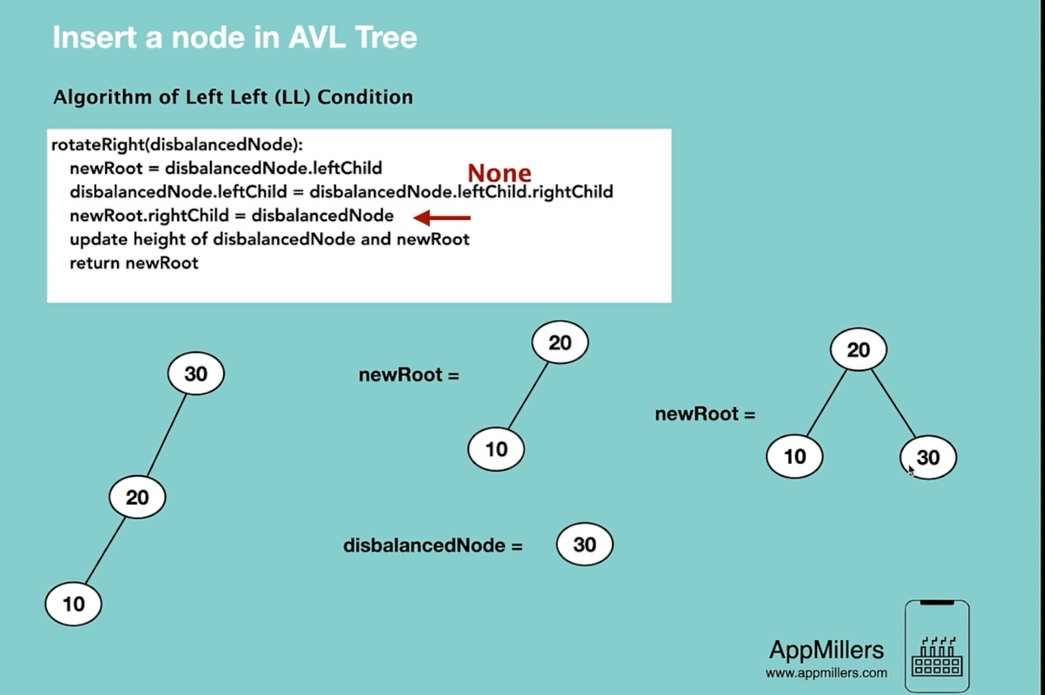 Insert a node in AVL Tree
Algorithm of Left Left (LL) Condition
rotateRight(disbalancedNode):
newRoot = disbalancedNode.leftChild
None
disbalancedNode.leftChild = disbalancedNode.leftChild.rightChild
newRoot.rightChild = disbalancedNode
update height of disbalancedNode and newRoot
return newRoot
30
20
10
newRoot =
20
10
disbalancedNode =
30
newRoot =
20
10
30
AppMillers
www.appmillers.com